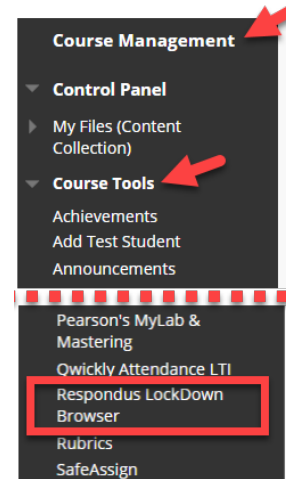 Course Management
Control Panel
My Files (Content
Collection)
Course Tools
Achievements
Add Test Student
Announcements
Pearson's MyLab &
Mastering
Qwickly Attendance LTI
Respondus LockDown
Browser
Rubrics
SafeAssign